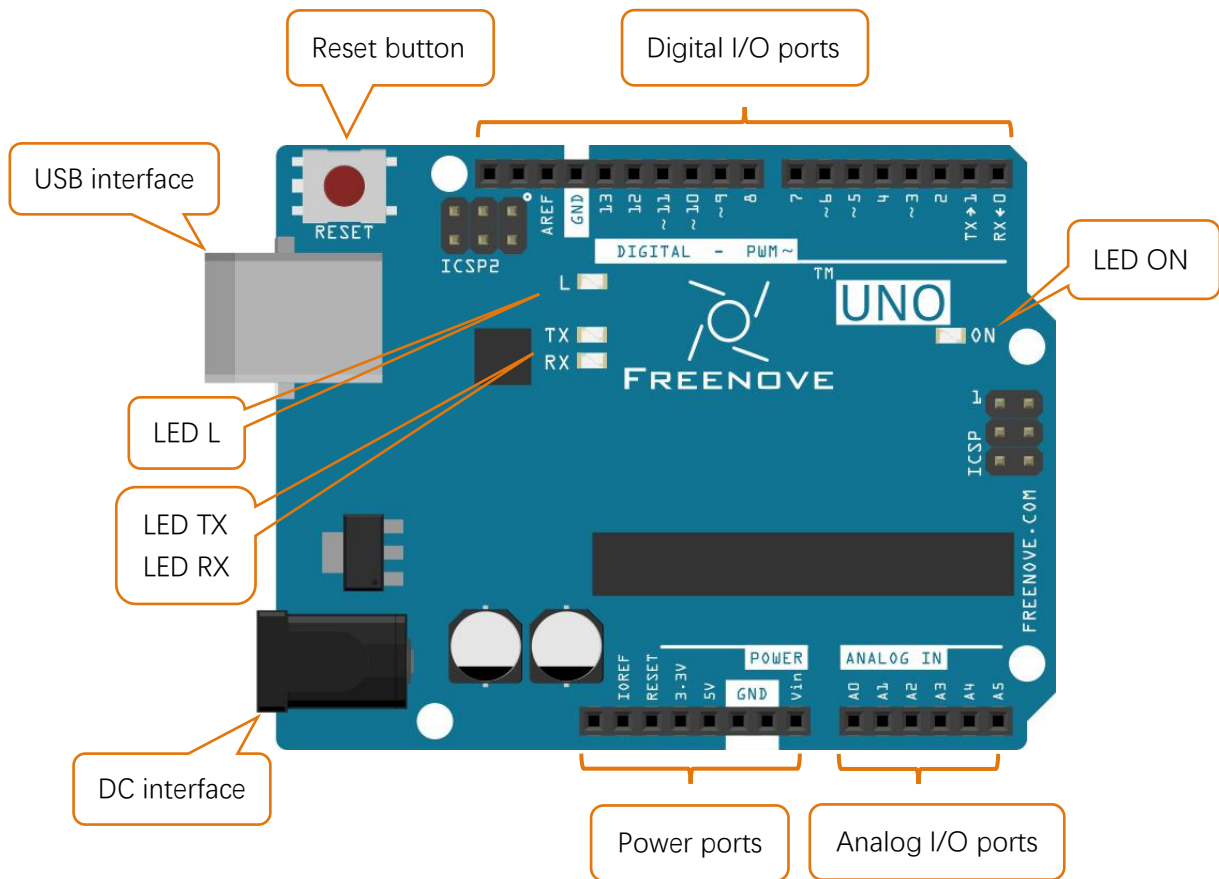 Reset button
Digital I/O ports
USB interface
RESET
ICSP2
AREF
GND
13
12
~11
~10
~9
8
7
~6
~5
4
~3
2
TX→1
RX←0
DIGITAL - PWM~
L
TX
RX
TM
UNO
FREENOVE
ON
LED ON
1
ICSP
FREENOVE.COM
LED L
LED TX
LED RX
DC interface
POWER
ANALOG IN
IOREF
RESET
3.3V
5V
GND
Vin
A0
A1
A2
A3
A4
A5
Power ports
Analog I/O ports